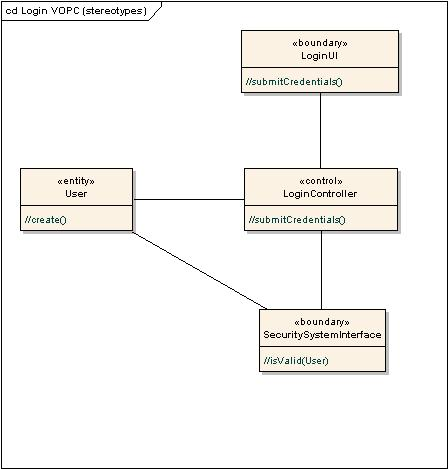 cd Login VOPC (stereotypes)
«boundary»
LoginUI
//submitCredentials()
«entity»
User
//create()
«control»
LoginController
//submitCredentials()
«boundary»
SecuritySystemInterface
//isValid(User)